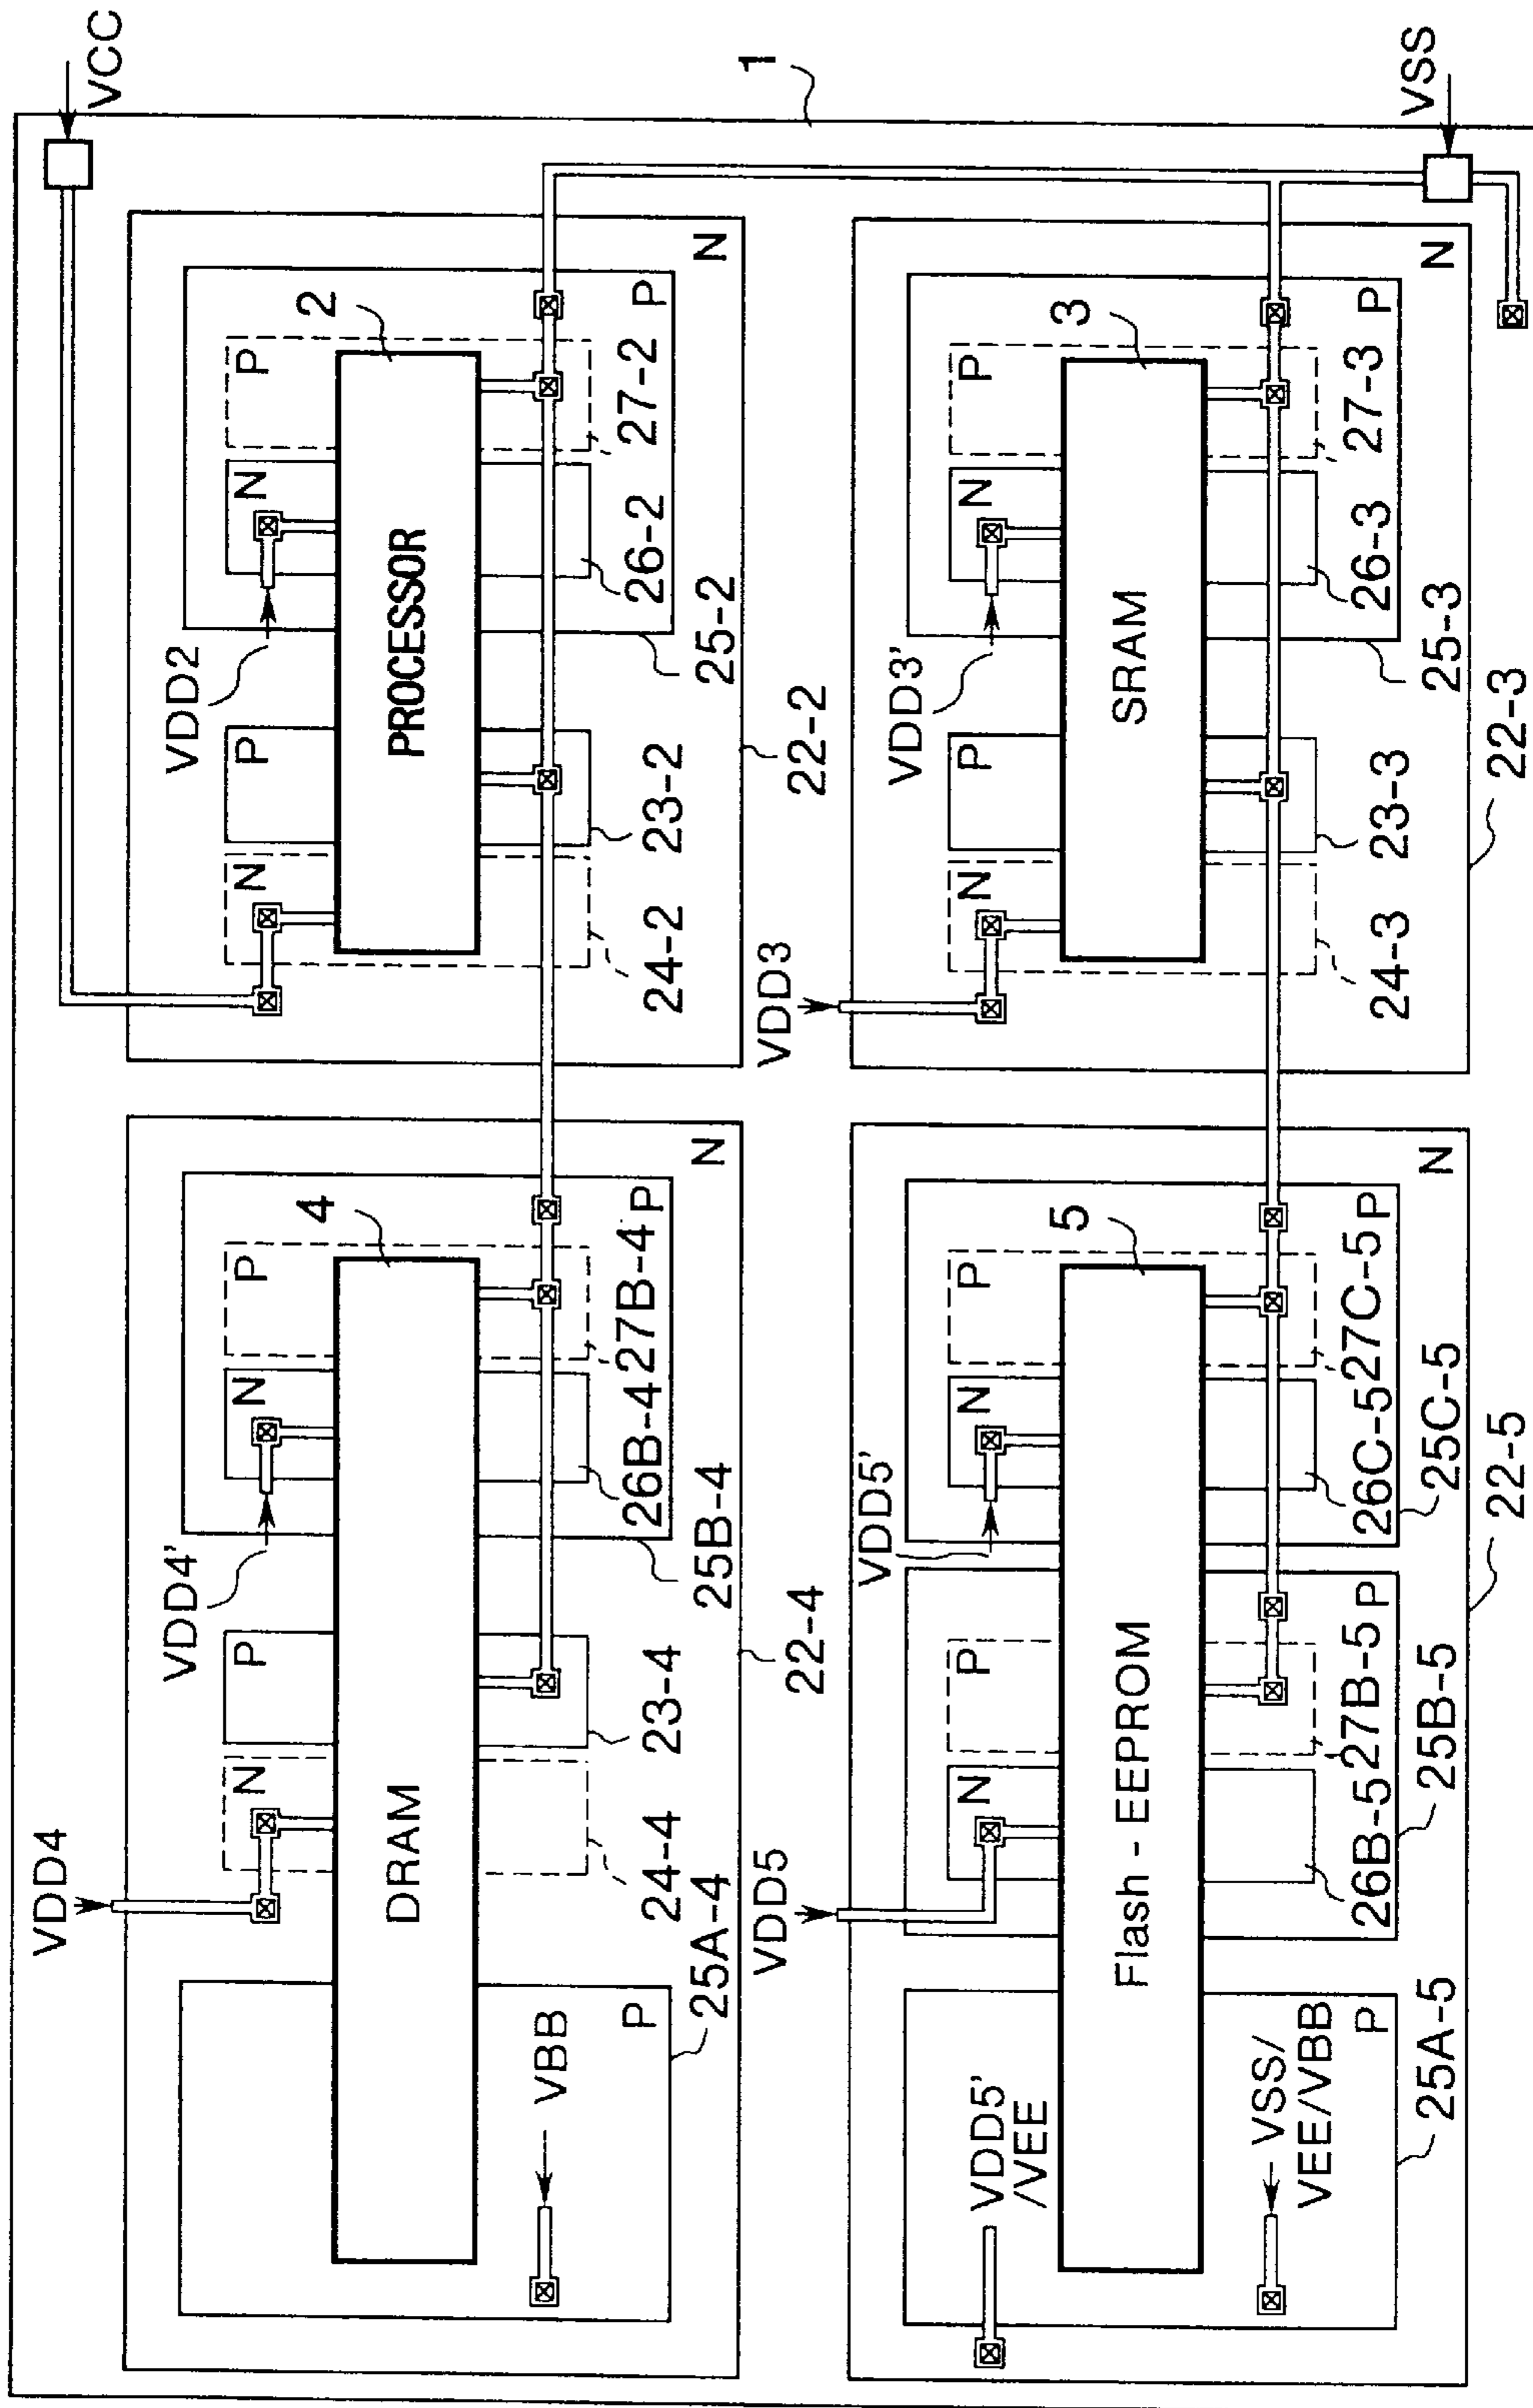 VCC
1
VSS
N
2
P
P
27-2
N
26-2
VDD2
PROCESSOR
25-2
22-2
P
23-2
N
24-2
N
3
P
P
27-3
N
26-3
VDD3'
SRAM
25-3
22-3
P
23-3
N
24-3
VDD3
N
4
P
P
27B-4
N
26B-4
VDD4'
25B-4
22-4
P
23-4
N
24-4
VDD4
DRAM
25A-4
VBB
P
N
5
P
P
27C-5
N
26C-5
VDD5'
25C-5
22-5
P
P
27B-5
N
26B-5
25B-5
VDD5
Flash - EEPROM
VDD5'
/VEE
VSS/
VEE/VBB
P
25A-5